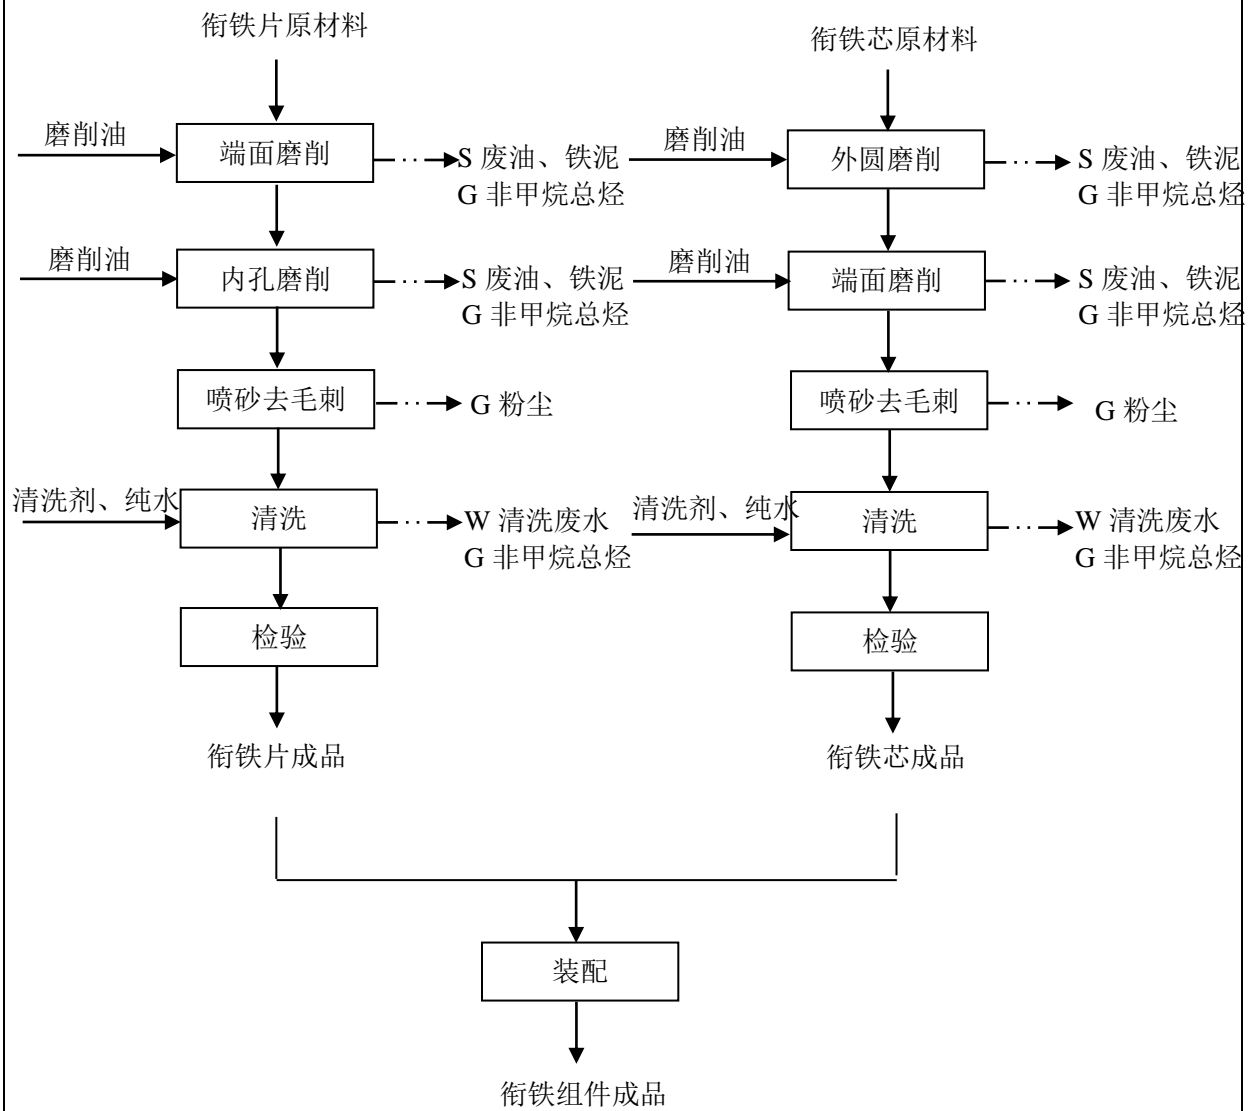 衔铁片原材料
衔铁芯原材料
磨削油
端面磨削
S 废油、铁泥
G 非甲烷总烃
磨削油
外圆磨削
S 废油、铁泥
G 非甲烷总烃
磨削油
内孔磨削
S 废油、铁泥
G 非甲烷总烃
磨削油
端面磨削
S 废油、铁泥
G 非甲烷总烃
喷砂去毛刺
G 粉尘
喷砂去毛刺
G 粉尘
清洗剂、纯水
清洗
W 清洗废水
G 非甲烷总烃
清洗剂、纯水
清洗
W 清洗废水
G 非甲烷总烃
检验
检验
衔铁片成品
衔铁芯成品
装配
衔铁组件成品